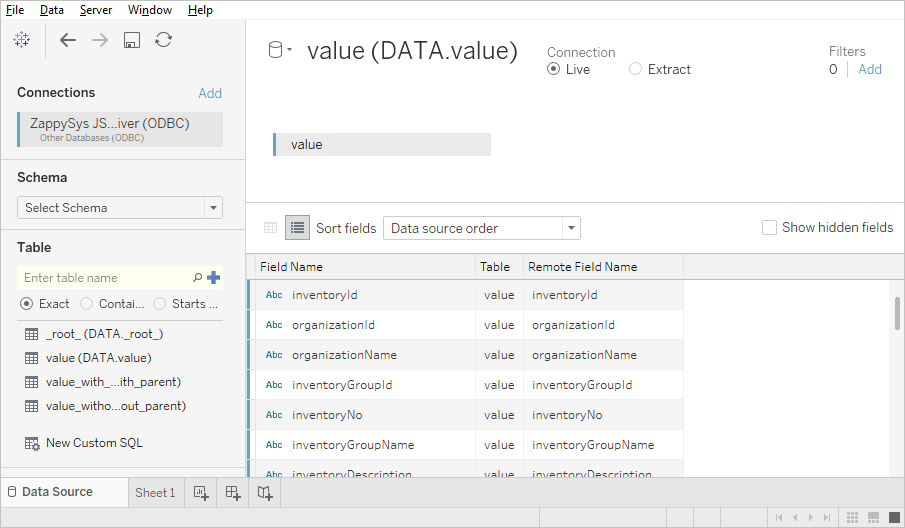 File Data Server Window Help
Connections Add
ZappySys JS...iver (ODBC)
Other Databases (ODBC)
Schema
Select Schema
Table
Enter table name
Exact Contai... Starts ...
_root_ (DATA._root_)
value (DATA.value)
value_with_...ith_parent)
value_witho...out_parent)
New Custom SQL
value (DATA.value)
Connection
Live Extract
Filters
0 Add
value
Sort fields Data source order Show hidden fields
Field Name Table Remote Field Name
Abc inventoryId value inventoryId
Abc organizationId value organizationId
Abc organizationName value organizationName
Abc inventoryGroupId value inventoryGroupId
Abc inventoryNo value inventoryNo
Abc inventoryGroupName value inventoryGroupName
Abc inventoryDescription value inventoryDescription
Data Source Sheet 1